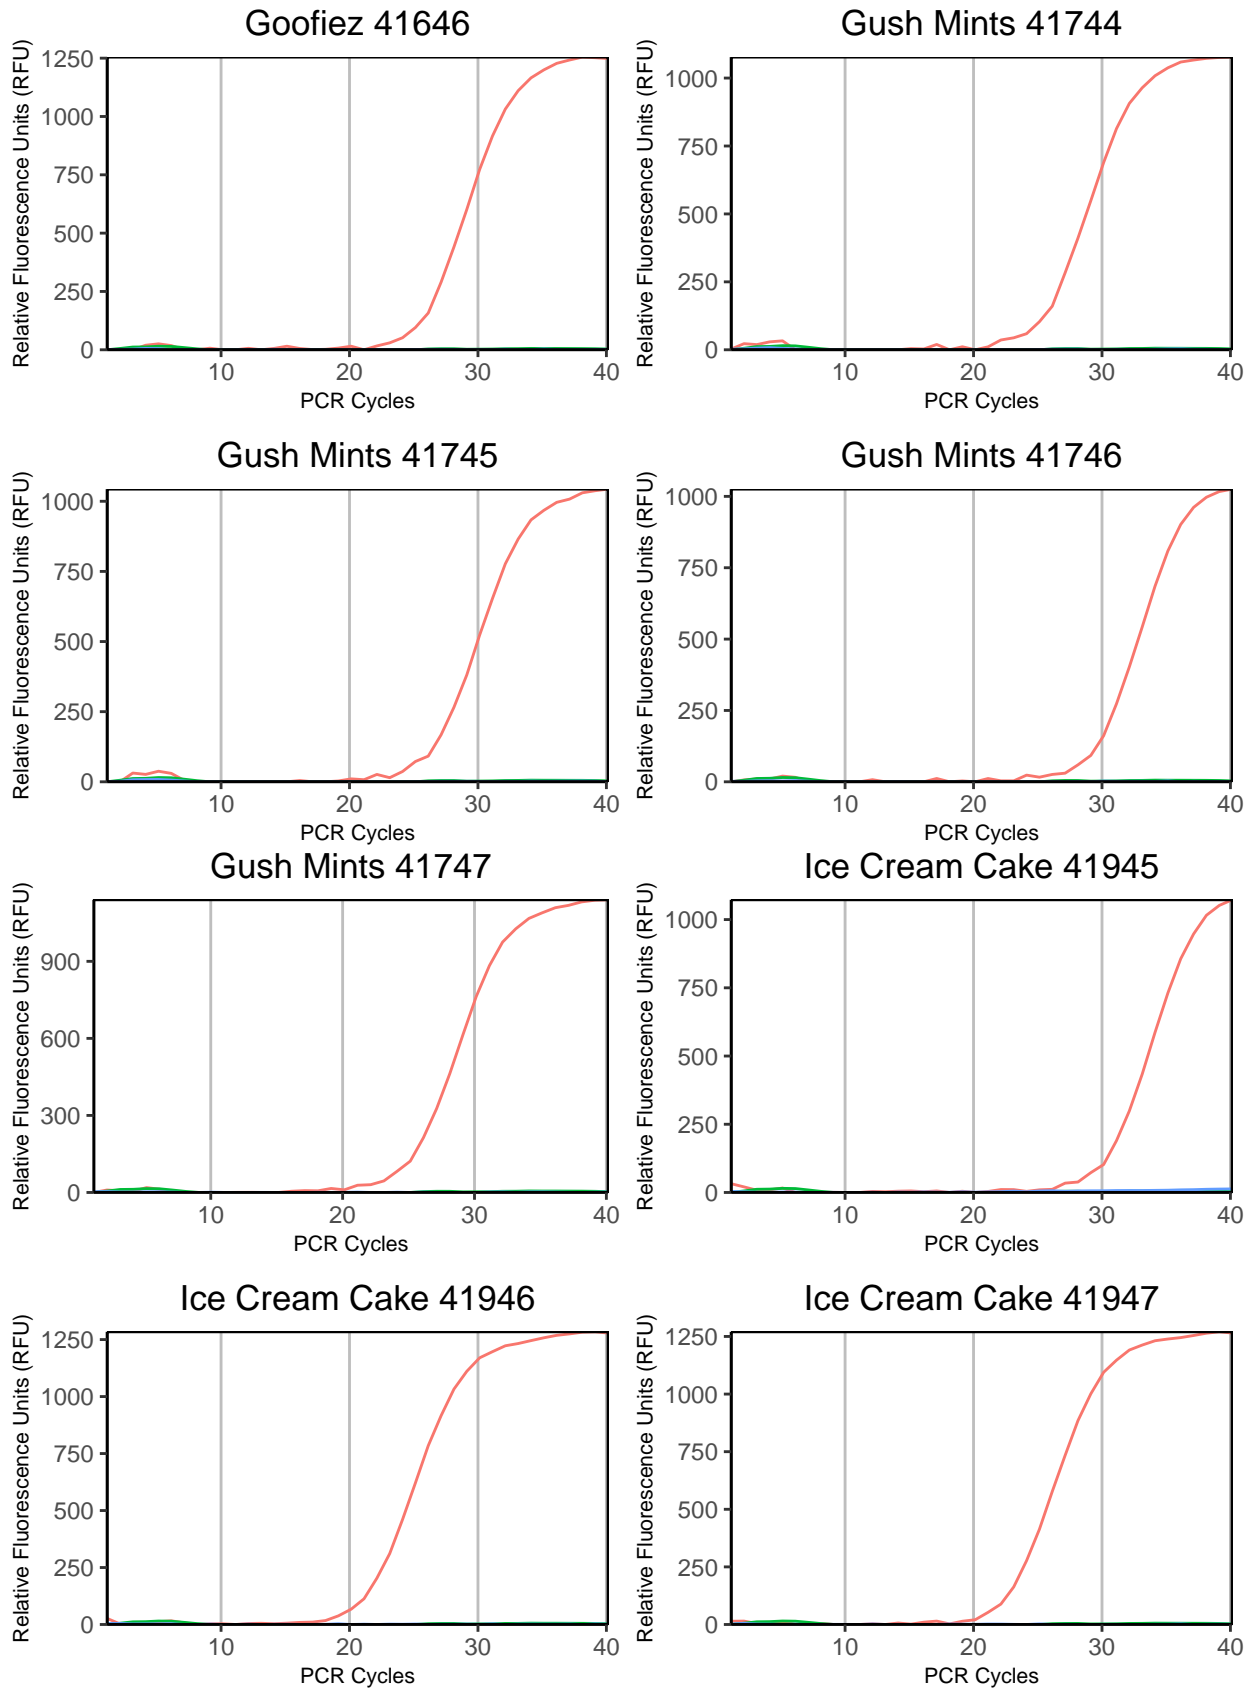 Goofiez 41646
Relative Fluorescence Units (RFU)
1250
1000
750
500
250
0
10 20 30 40
PCR Cycles
Gush Mints 41744
Relative Fluorescence Units (RFU)
1000
750
500
250
0
10 20 30 40
PCR Cycles
Gush Mints 41745
Relative Fluorescence Units (RFU)
1000
750
500
250
0
10 20 30 40
PCR Cycles
Gush Mints 41746
Relative Fluorescence Units (RFU)
1000
750
500
250
0
10 20 30 40
PCR Cycles
Gush Mints 41747
Relative Fluorescence Units (RFU)
900
600
300
0
10 20 30 40
PCR Cycles
Ice Cream Cake 41945
Relative Fluorescence Units (RFU)
1000
750
500
250
0
10 20 30 40
PCR Cycles
Ice Cream Cake 41946
Relative Fluorescence Units (RFU)
1250
1000
750
500
250
0
10 20 30 40
PCR Cycles
Ice Cream Cake 41947
Relative Fluorescence Units (RFU)
1250
1000
750
500
250
0
10 20 30 40
PCR Cycles